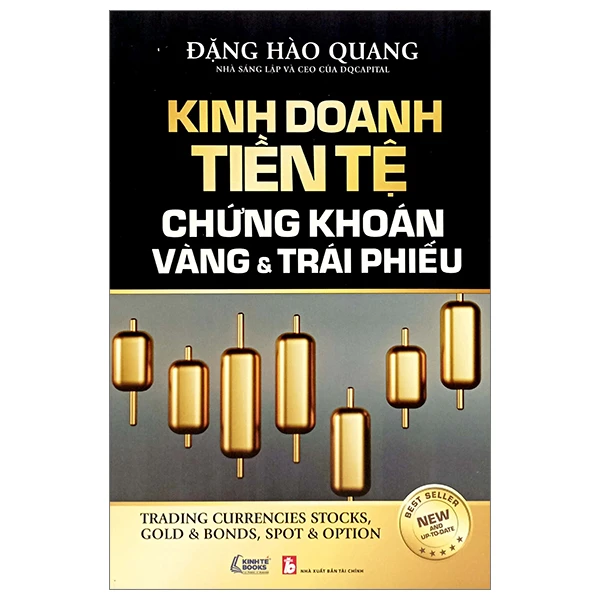 ĐẶNG HÀO QUANG
NHÀ SÁNG LẬP VÀ CEO CỦA DQCAPITAL
KINH DOANH
TIỀN TỆ
CHỨNG KHOÁN
VÀNG & TRÁI PHIẾU
BEST SELLER
NEW
AND
UP-TO-DATE
TRADING CURRENCIES STOCKS,
GOLD & BONDS, SPOT & OPTION
KINHTẾ
BOOKS
NHÀ XUẤT BẢN TÀI CHÍNH